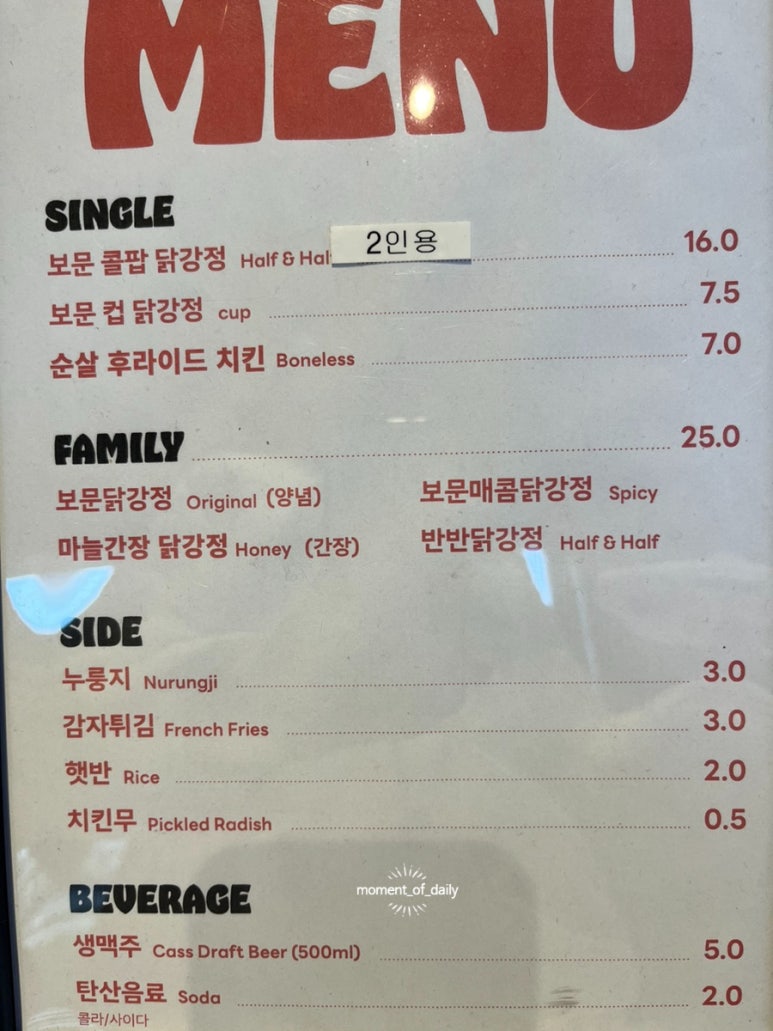 MENU
SINGLE
보문 콜팝 닭강정 Half & Hal 2인용 16.0
보문 컵 닭강정 cup 7.5
순살 후라이드 치킨 Boneless 7.0
FAMILY 25.0
보문닭강정 Original (양념) 보문매콤닭강정 Spicy
마늘간장 닭강정 Honey (간장) 반반닭강정 Half & Half
SIDE
누룽지 Nurungji 3.0
감자튀김 French Fries 3.0
햇반 Rice 2.0
치킨무 Pickled Radish 0.5
moment_of_daily
BEVERAGE
생맥주 Cass Draft Beer (500ml) 5.0
탄산음료 Soda 2.0
콜라/사이다